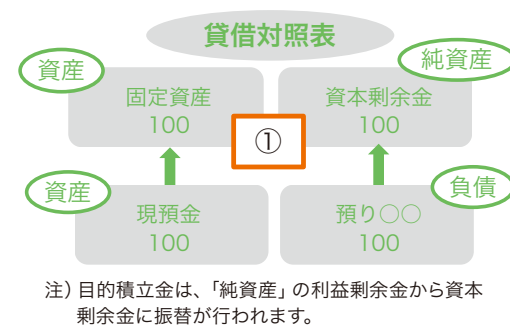 貸借対照表
資産
純資産
固定資産
100
資本剰余金
100
①
資産
負債
現預金
100
預り○○
100
注）目的積立金は、「純資産」の利益剰余金から資本
剰余金に振替が行われます。